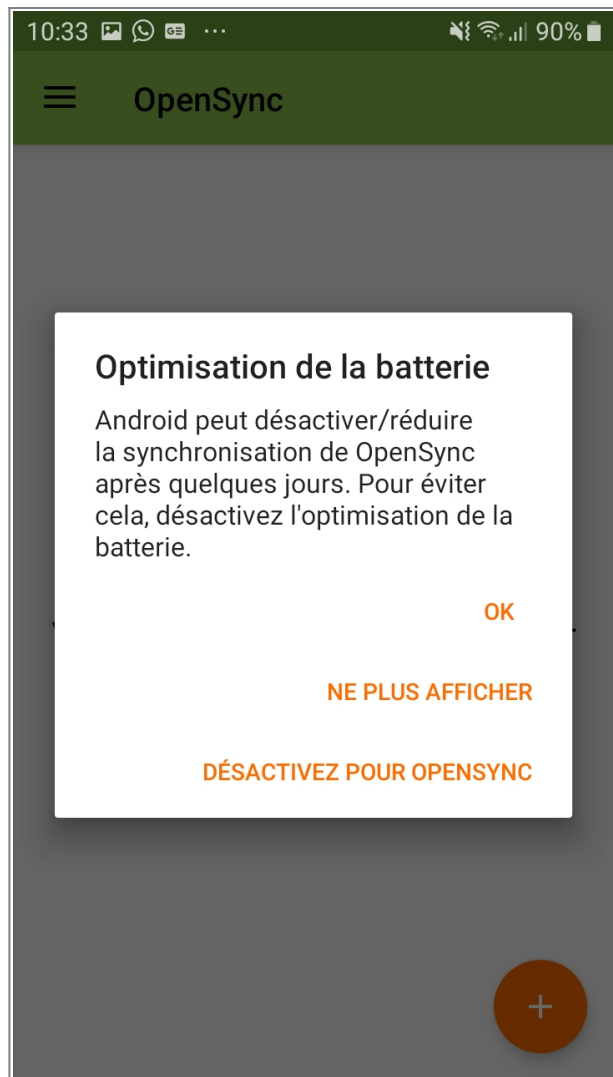 10:33 ... 90%
OpenSync
Optimisation de la batterie
Android peut désactiver/réduire
la synchronisation de OpenSync
après quelques jours. Pour éviter
cela, désactivez l'optimisation de la
batterie.
OK
NE PLUS AFFICHER
DÉSACTIVEZ POUR OPENSYNC
+